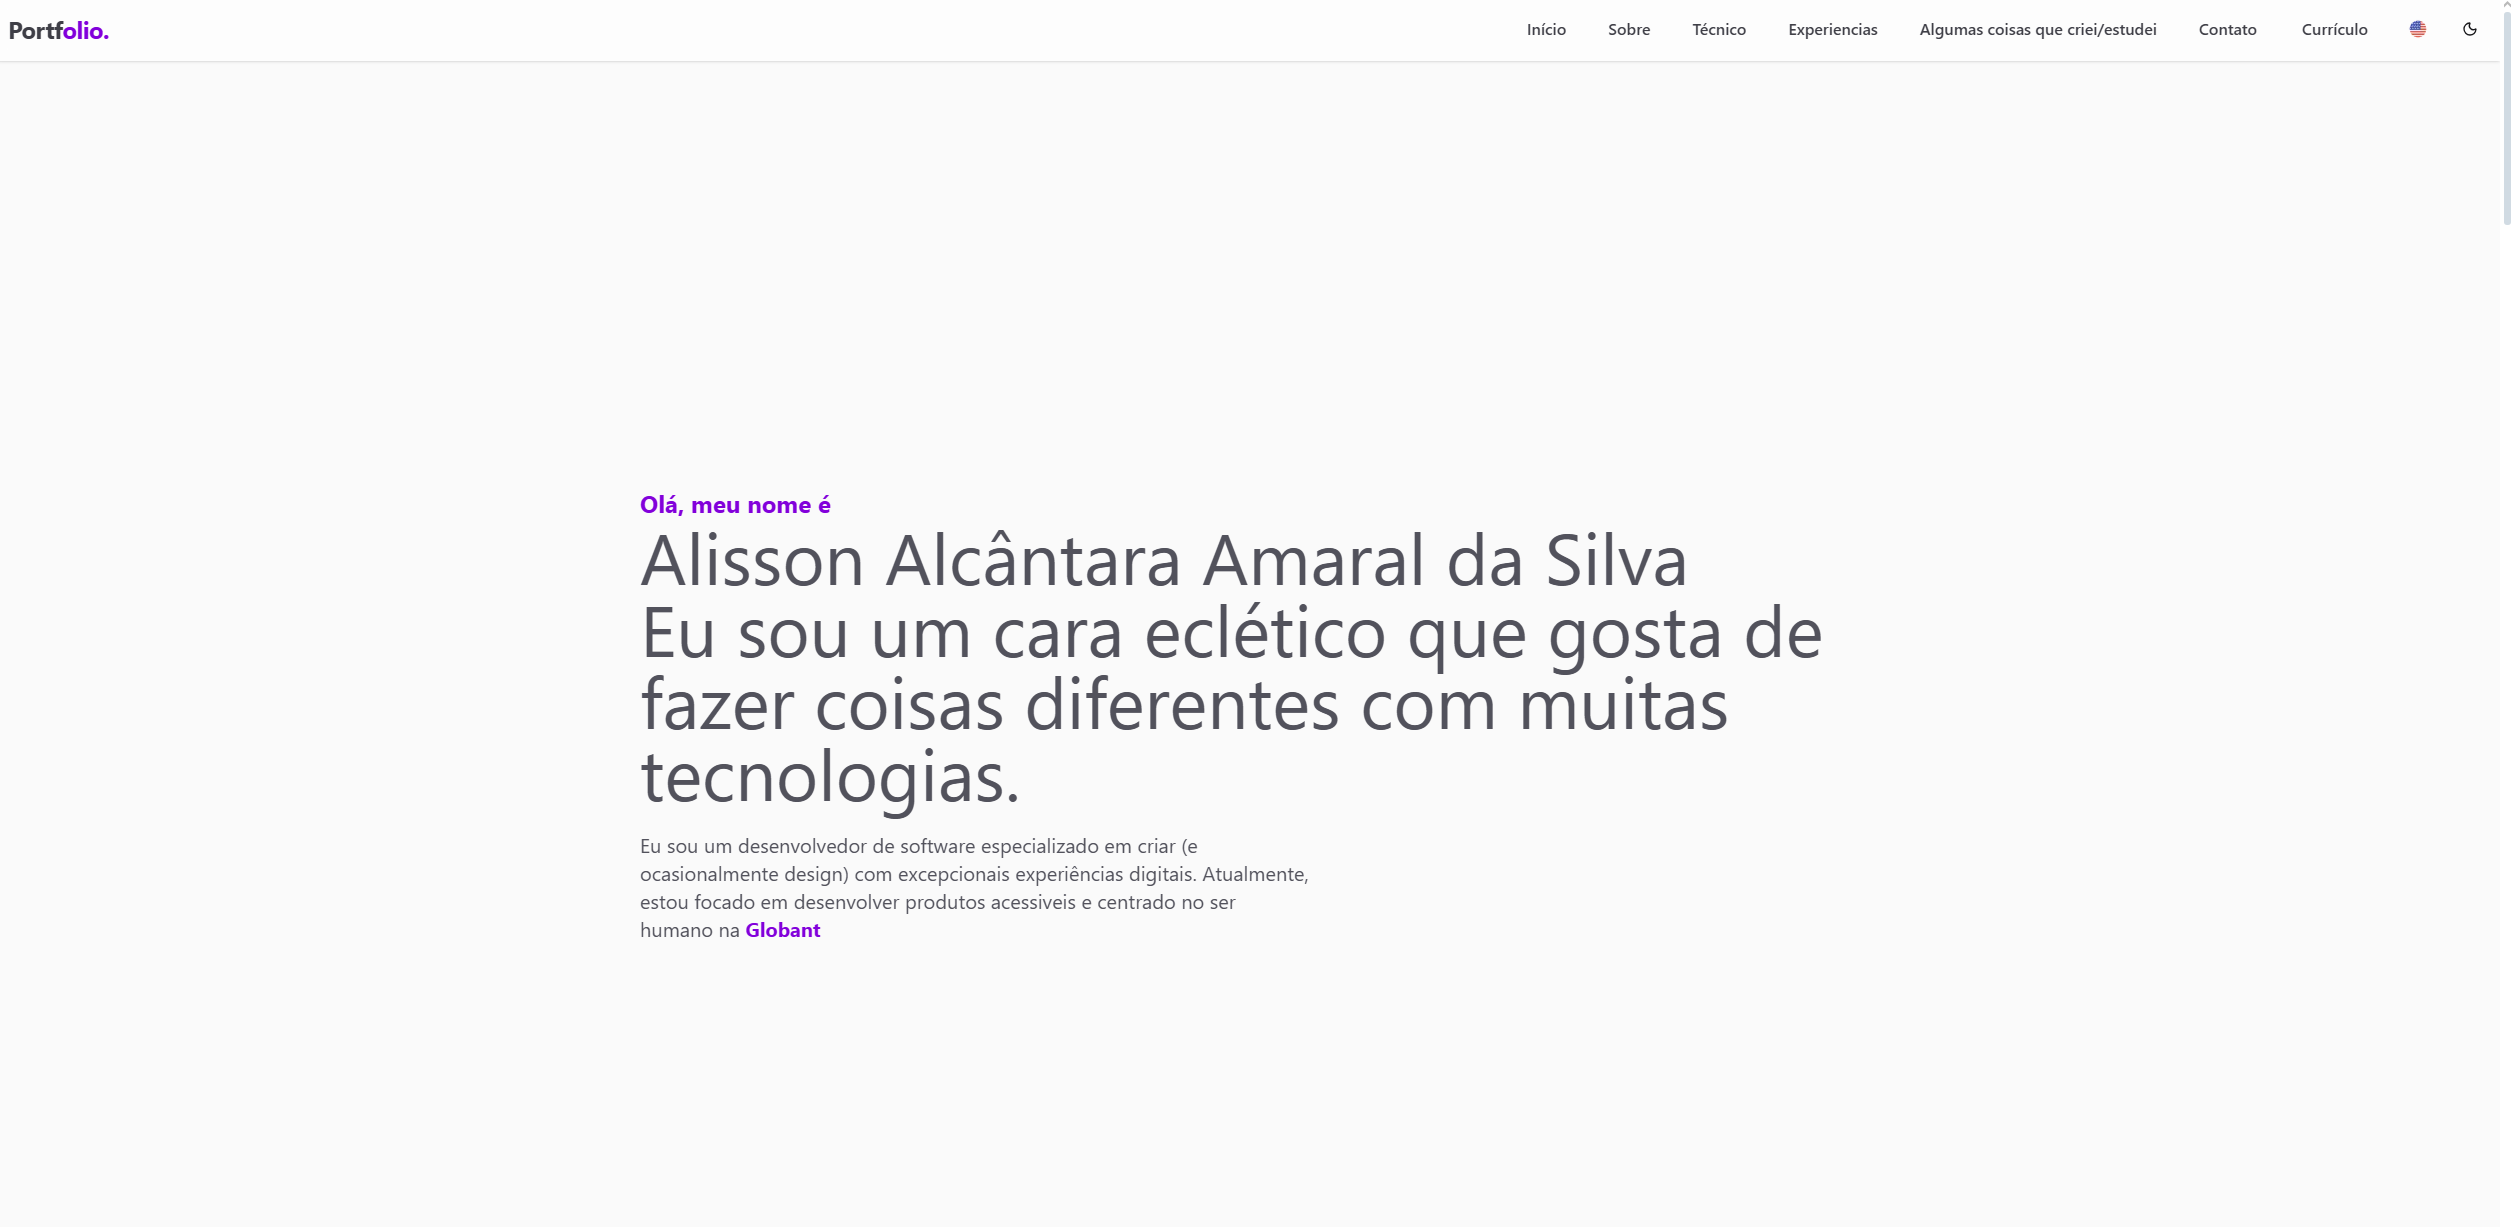 Portfolio.
Início Sobre Técnico Experiencias Algumas coisas que criei/estudei Contato Currículo
Olá, meu nome é
Alisson Alcântara Amaral da Silva
Eu sou um cara eclético que gosta de
fazer coisas diferentes com muitas
tecnologias.
Eu sou um desenvolvedor de software especializado em criar (e
ocasionalmente design) com excepcionais experiências digitais. Atualmente,
estou focado em desenvolver produtos acessiveis e centrado no ser
humano na Globant